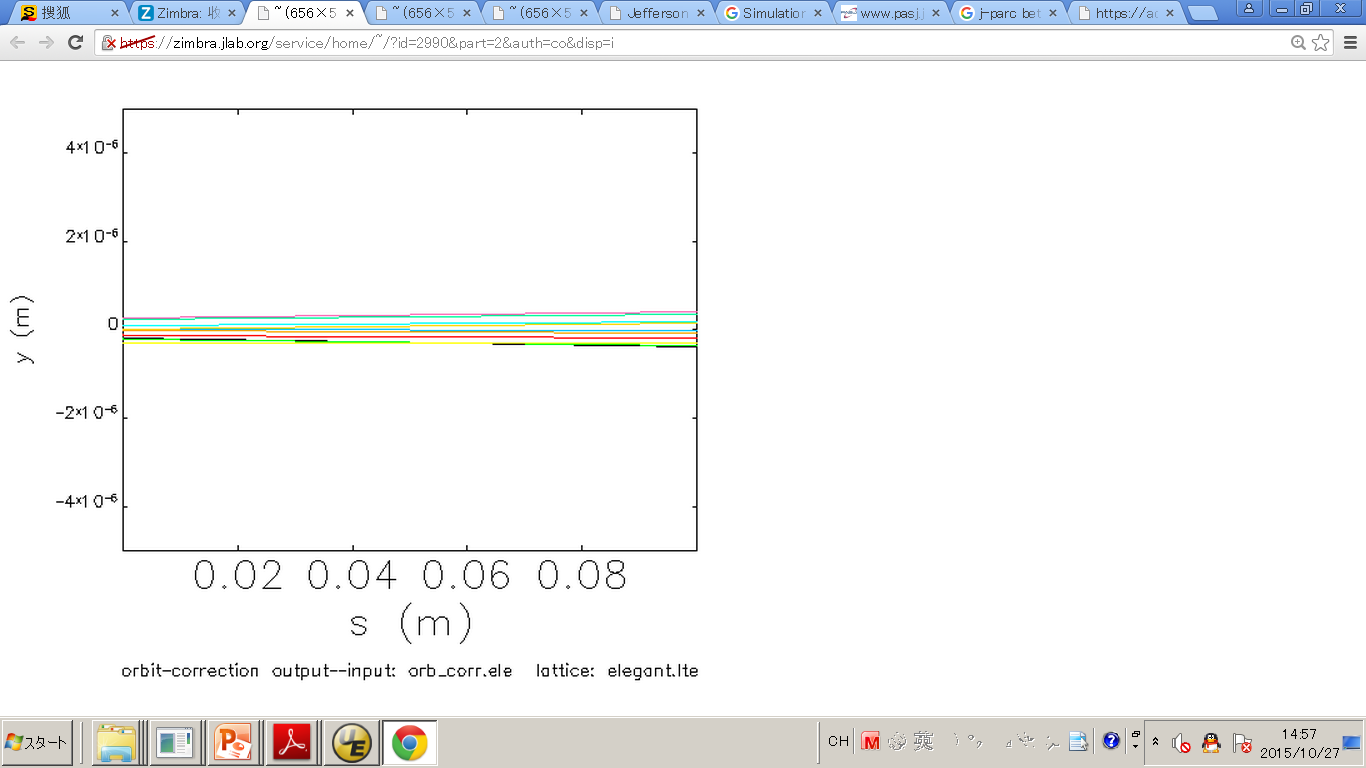 搜狐
Zimbra: 收
~ (656×5
~ (656×5
~ (656×5
Jefferson
Simulation
www.pasj.j
j-parc bet
https://ac
https://zimbra.jlab.org/service/home/~/?id=2990&part=2&auth=co&disp=i
4×10-6
2×10-6
0
-2×10-6
-4×10-6
y (m)
0.02 0.04 0.06 0.08
s (m)
orbit-correction output--input: orb_corr.ele lattice: elegant.lte
スタート
CH
英
14:57
2015/10/27